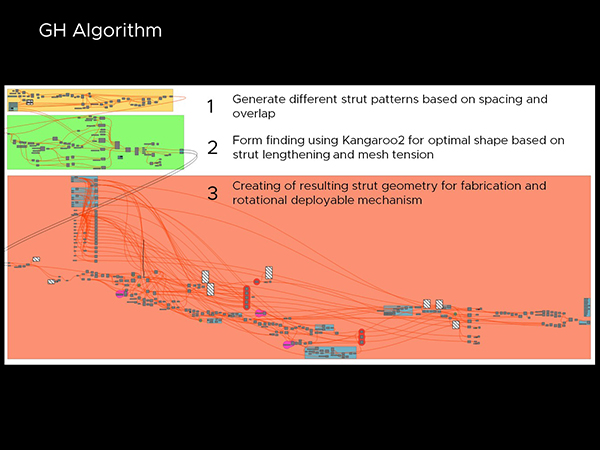 GH Algorithm
1
Generate different strut patterns based on spacing and
overlap
2
Form finding using Kangaroo2 for optimal shape based on
strut lengthening and mesh tension
3
Creating of resulting strut geometry for fabrication and
rotational deployable mechanism